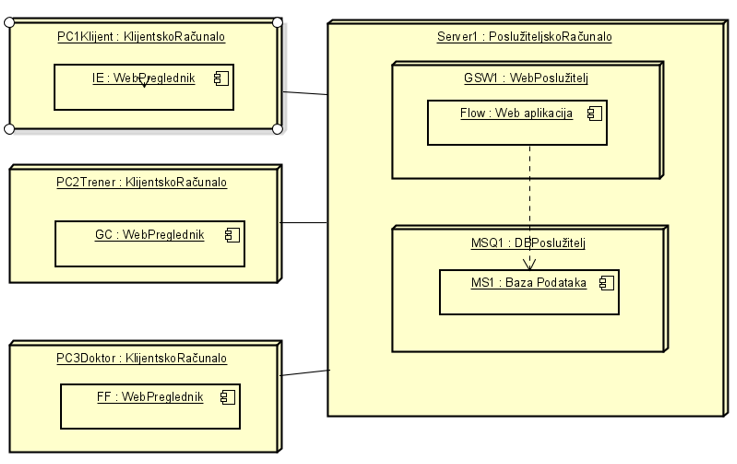 PC1Klijent : KlijentskoRačunalo
IE : WebPreglednik
PC2Trener : KlijentskoRačunalo
GC : WebPreglednik
PC3Doktor : KlijentskoRačunalo
FF : WebPreglednik
Server1 : PoslužiteljskoRačunalo
GSW1 : WebPoslužitelj
Flow : Web aplikacija
MSQ1 : DBPoslužitelj
MS1 : Baza Podataka